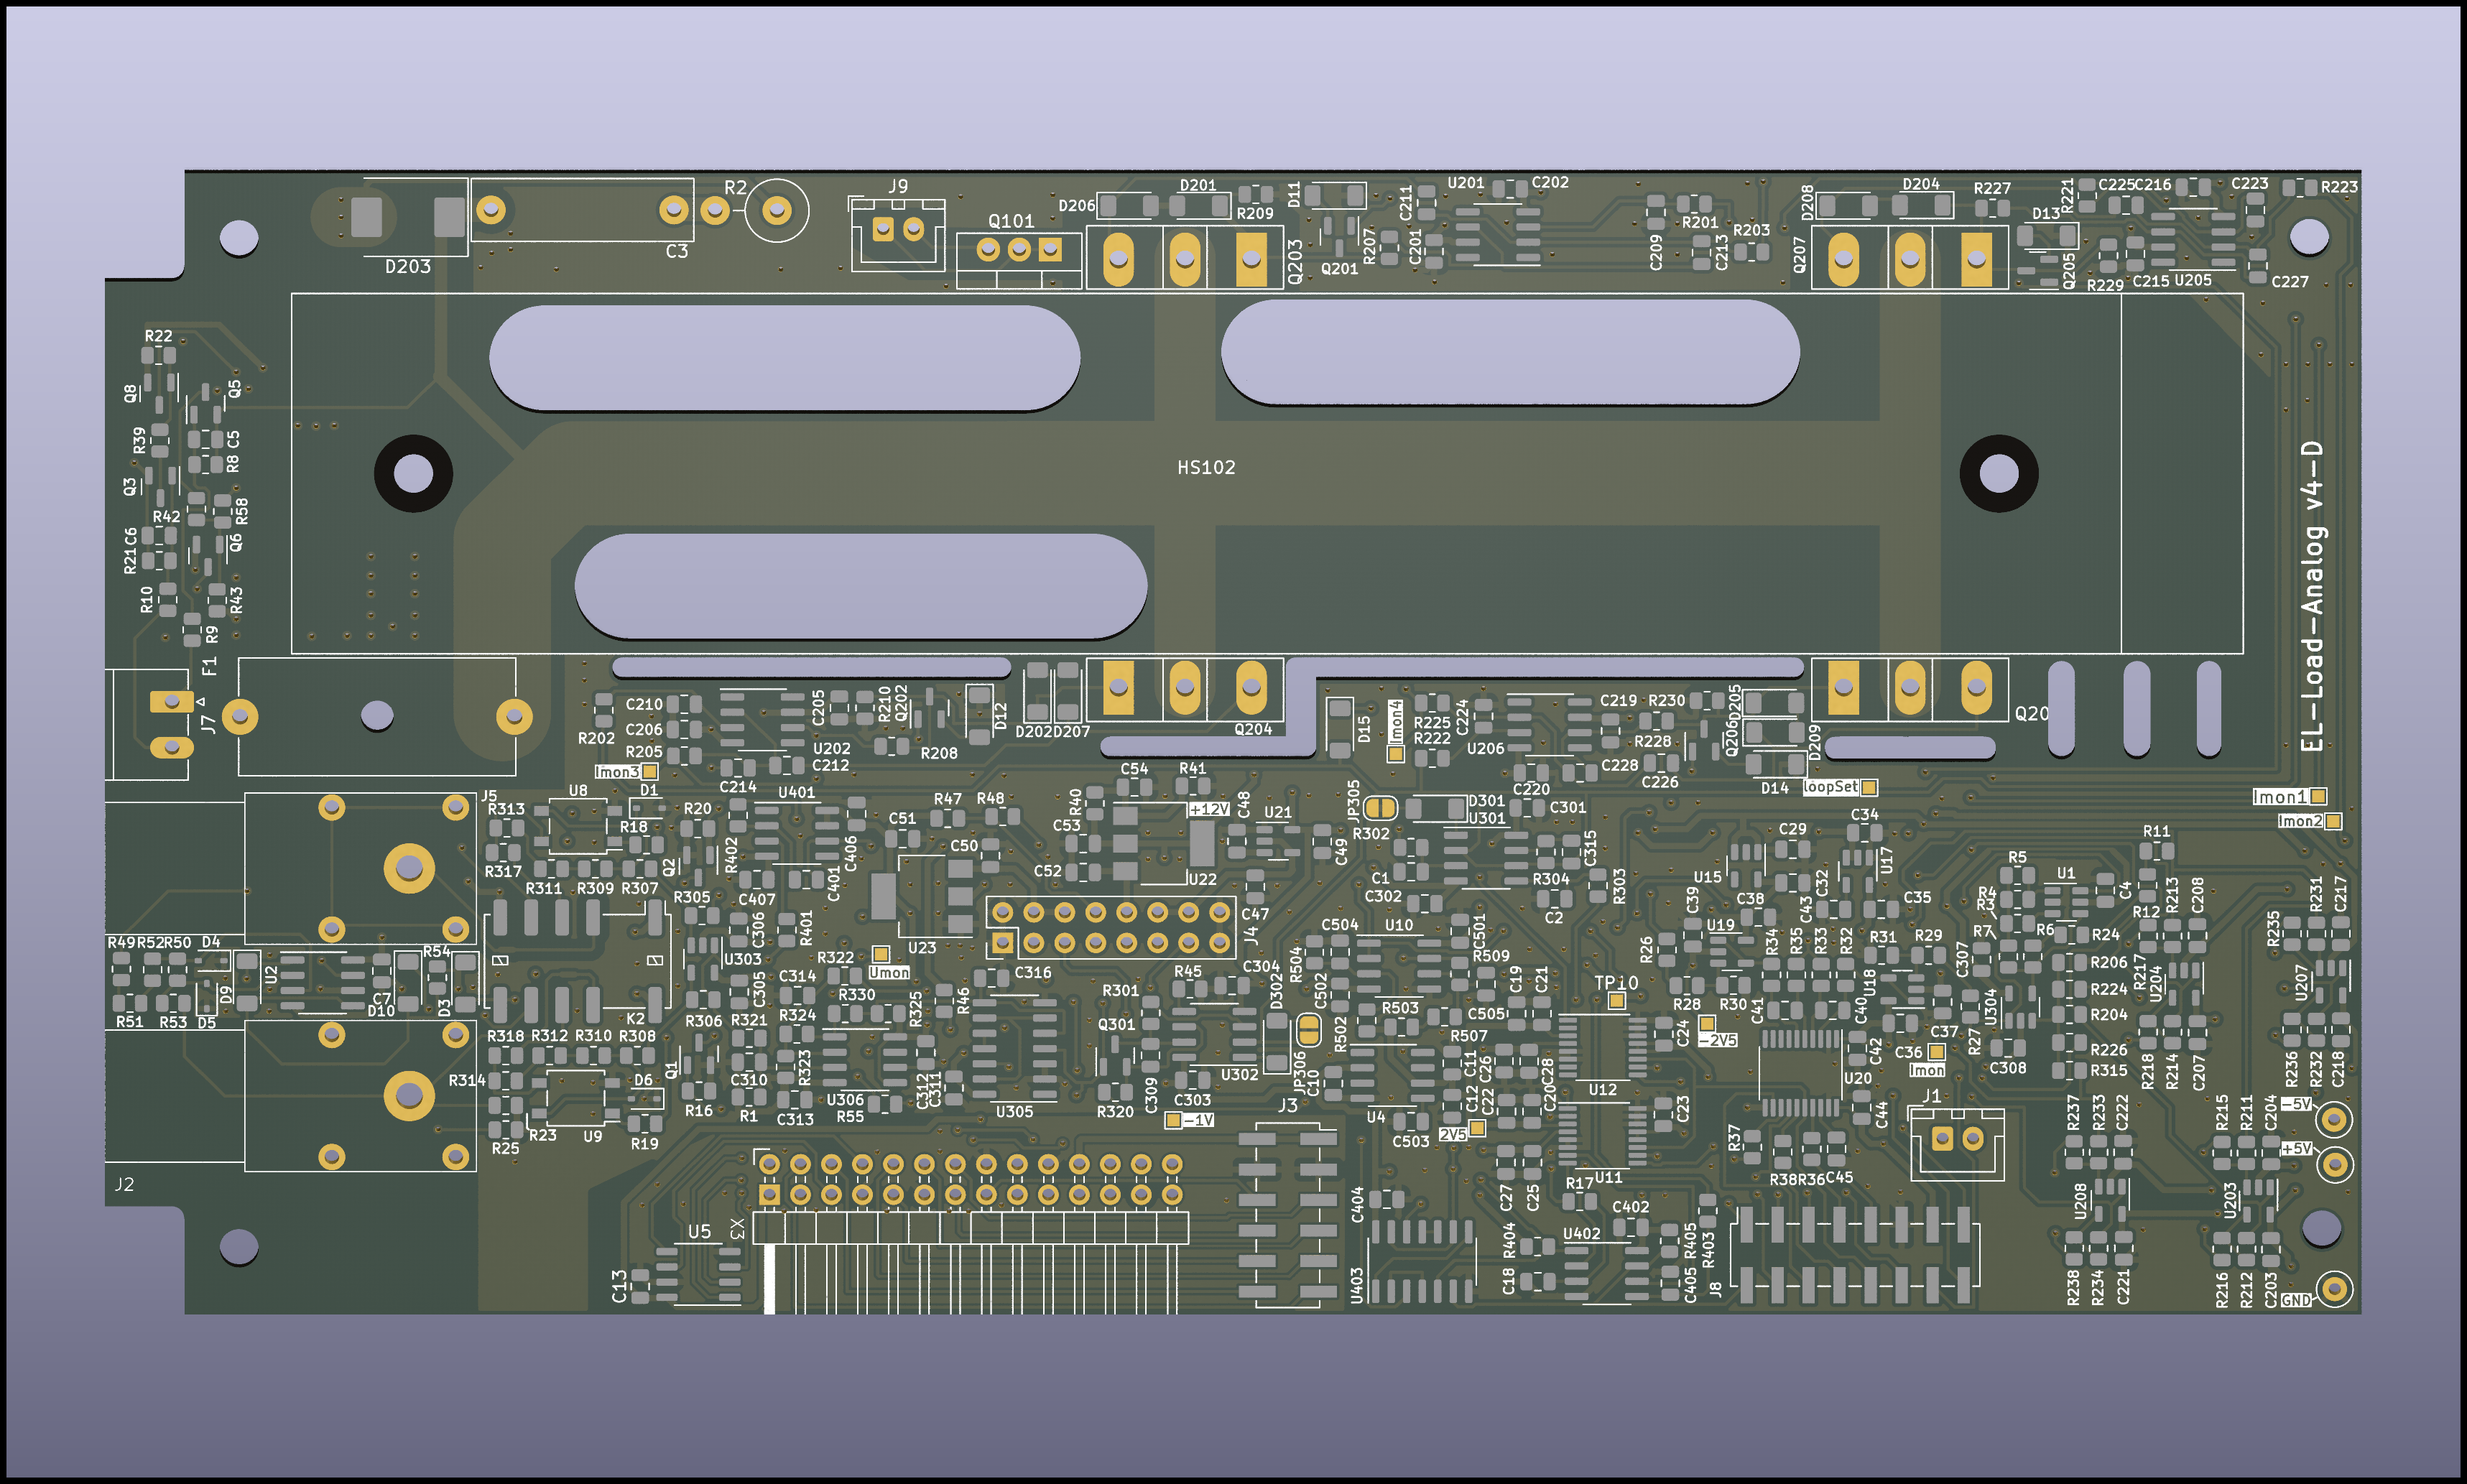 R2
J9
D203
C3
Q101
D206
D201
R209
D11
Q203
Q201
R207
C211
C201
U201
C202
C209
R201
C213
R203
D208
Q207
D204
R227
D13
Q205
R221
C225
C216
R229
C215
U205
C223
R223
C227
R22
Q8
Q5
R39
C5
R8
Q3
R58
R42
R21
C6
Q6
R10
R43
R9
HS102
EL-Load-Analog v4-D
F1
J7
R202
C210
C206
R205
Imon3
U202
C212
C205
R210
Q202
R208
D12
D202
D207
Q204
D15
Imon4
R225
R222
C224
U206
C219
R230
R228
C228
C226
C220
Q206
D205
D209
D14
loopSet
Q20
Imon1
Imon2
J5
R313
R317
U8
D1
R18
R20
R311
R309
R307
Q2
R402
C214
U401
C406
C407
C401
C51
R47
R48
C50
R40
C54
R41
C53
C52
+12V
U22
C48
U21
C49
C47
JP305
R302
D301
U301
C301
C1
C302
R304
C315
C2
R303
U15
C29
C34
U17
C32
C43
C35
R5
R4
R3
R7
R6
U1
C4
R11
R12
R213
C208
R24
R206
R224
R204
R226
R315
R217
U204
R218
R214
C207
R235
R231
C217
U207
R236
R232
C218
R49
R52
R50
D4
R51
R53
D5
D9
U2
C7
D10
R54
D3
K2
R305
C306
R401
U303
C305
R306
C314
R322
R330
R324
R321
R325
Umon
U23
R46
C316
J4
R45
C304
R301
D302
R504
C504
C502
R502
U10
C501
R509
R503
C505
R507
C19
C21
TP10
R26
C39
C38
U19
R28
R30
R34
R35
R33
R32
R31
R29
U18
C307
C41
C40
C37
C36
R27
U304
C308
-2V5
C24
C42
U20
C44
Imon
J1
R318
R312
R310
R308
R314
D6
Q1
R16
R23
R25
U9
R19
C310
R1
R323
C313
U306
R55
C312
C311
U305
Q301
R320
C309
C303
U302
-1V
JP306
C10
J3
U4
C503
2V5
C11
C12
C26
C22
C28
C20
U12
C23
U11
C27
C25
R17
R37
R38
R36
C45
J2
U5
X3
C13
C404
U403
R404
C18
U402
C402
R405
C405
R403
J8
R237
R233
C222
U208
R238
R234
C221
R215
R211
C204
U203
R216
R212
C203
-5V
+5V
GND